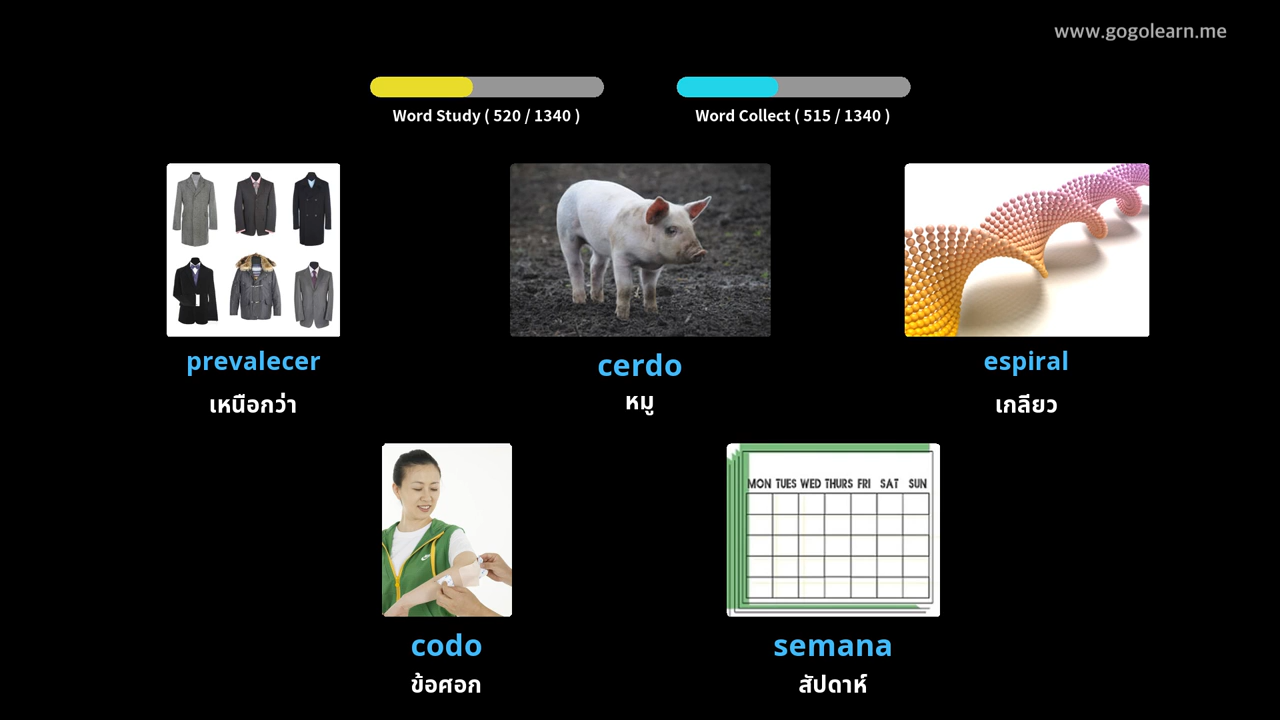 www.gogolearn.me
Word Study ( 520 / 1340 )
Word Collect ( 515 / 1340 )
prevalecer
cerdo
espiral
เหนือกว่า
หมู
เกลียว
MON TUES WED THURS FRI SAT SUN
codo
semana
ข้อศอก
สัปดาห์